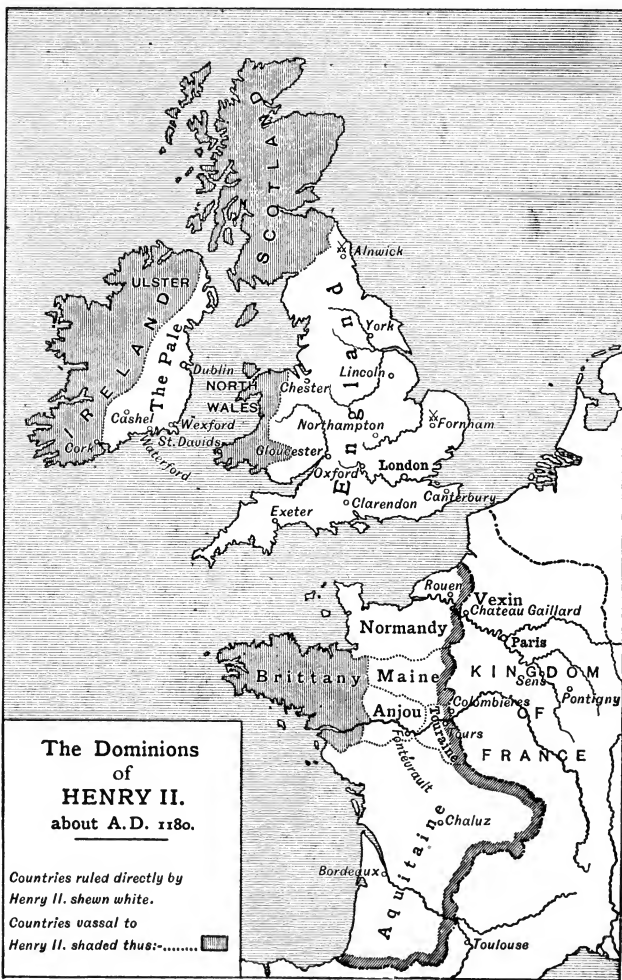 SCOTLAND
Alnwick
ULSTER
IRELAND
The Pale
England
York
Dublin
NORTH
WALES
Chester
Lincoln
Cashel
Wexford
St. Davids
Northampton
Fornham
Cork
Waterford
Gloucester
Oxford
London
Canterbury
Clarendon
Exeter
Rouen
Vexin
Chateau Gaillard
Normandy
Paris
Brittany
Maine
KINGDOM
Sens
Pontigny
Anjou
Colombières
OF
Touraine
Tours
FRANCE
Fontévrault
Chaluz
Aquitaine
Bordeaux
Toulouse
The Dominions
of
HENRY II.
about A.D. 1180.
Countries ruled directly by
Henry II. shewn white.
Countries vassal to
Henry II. shaded thus:-........